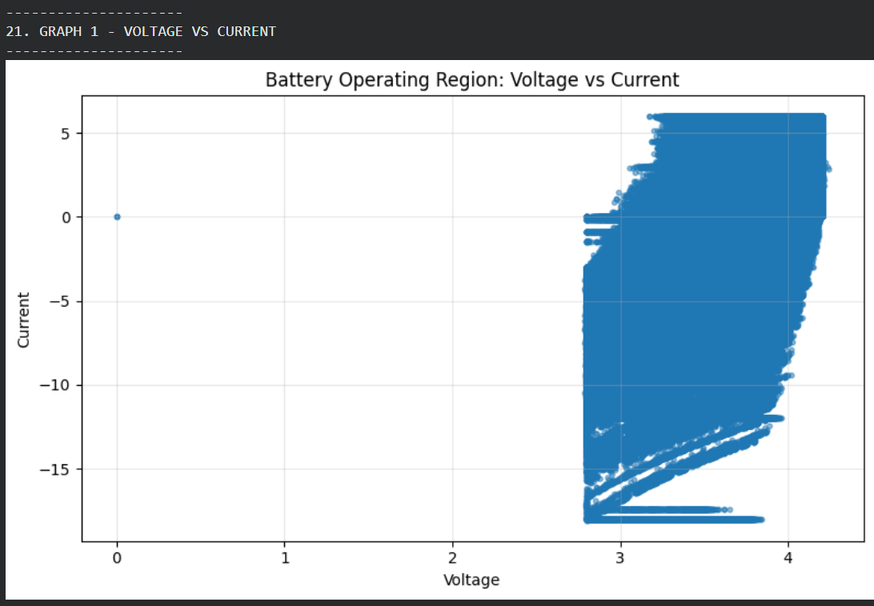 ---------------------
21. GRAPH 1 - VOLTAGE VS CURRENT
---------------------
Battery Operating Region: Voltage vs Current
5
0
−5
−10
−15
Current
0 1 2 3 4
Voltage